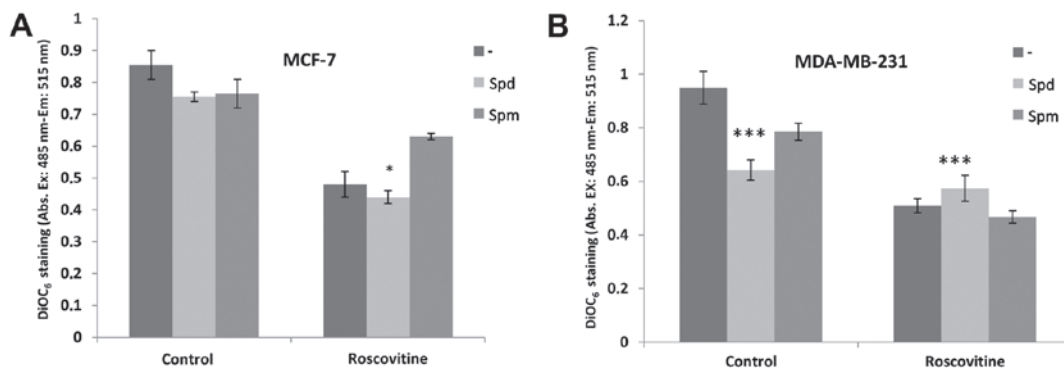 A
MCF-7
DiOC₆ staining (Abs. EX: 485 nm-Em: 515 nm)
1
0.9
0.8
0.7
0.6
0.5
0.4
0.3
0.2
0.1
0
-
Spd
Spm
*
Control
Roscovitine
B
MDA-MB-231
DiOC₆ staining (Abs. EX: 485 nm-Em: 515 nm)
1.2
1
0.8
0.6
0.4
0.2
0
-
Spd
Spm
***
***
Control
Roscovitine